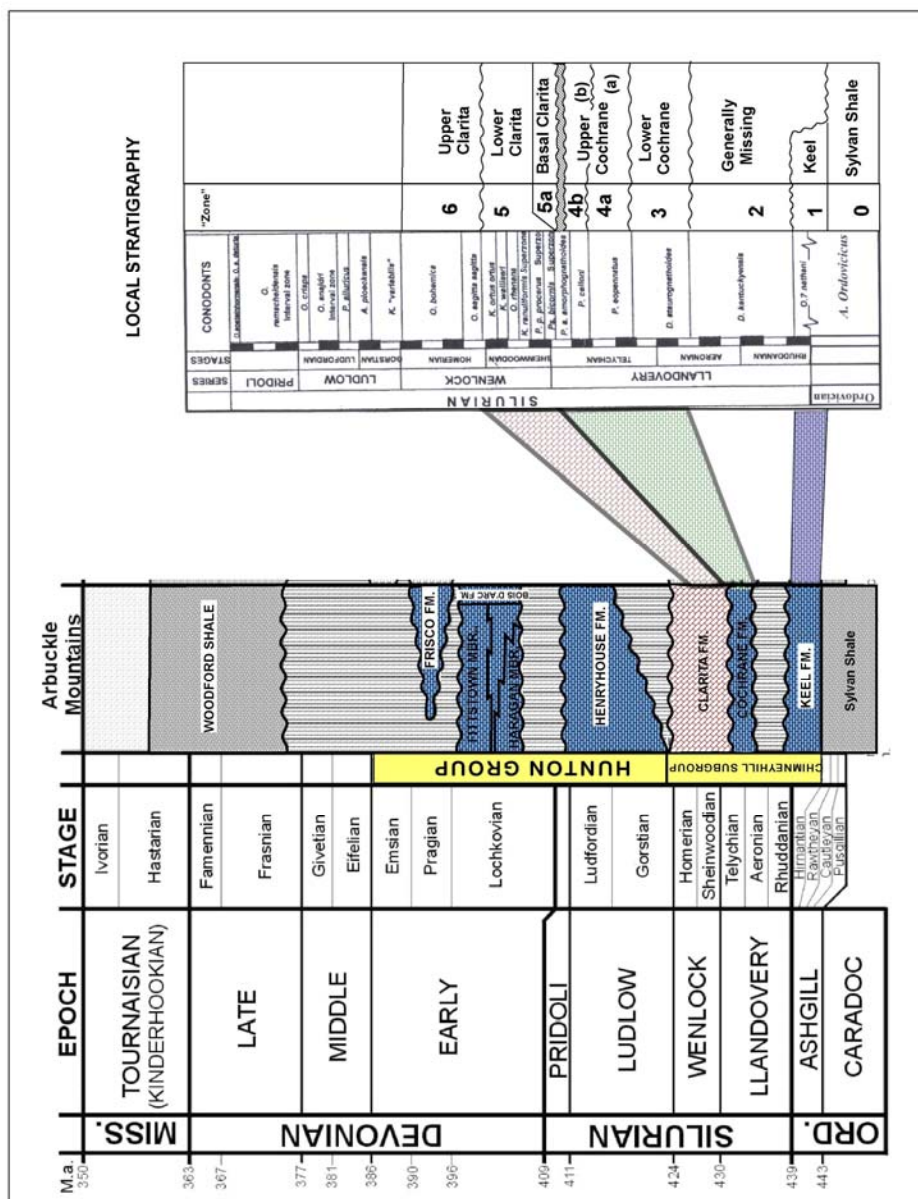 LOCAL STRATIGRAPHY
"Zone"
CONODONTS
STAGES
SERIES
SILURIAN
PRIDOLI
LUDLOW
WENLOCK
LLANDOVERY
Ordovician
LUDFORDIAN
GORSTIAN
HOMERIAN
SHEINWOODIAN
TELYCHIAN
AERONIAN
RHUDDANIAN
O.
remscheidensis
Interval zone
O. crispa
O. snajdri
Interval zone
P. siluricus
A. ploeckensis
K. "variabilis"
O. bohemica
O. sagitta sagitta
K. ortus ortus
K. walliseri
O. rhenana
K. ranuliformis Superzone
P. p. procerus Superzone
Ps. bicornis Superzone
P. a. amorphognathoides
P. celloni
P. eopennatus
D. staurognathoides
D. kentuckyensis
O.? nathani
A. Ordovicicus
6
Upper
Clarita
5
Lower
Clarita
5a
Basal Clarita
4b
4a
Upper (b)
Cochrane (a)
3
Lower
Cochrane
2
Generally
Missing
1
Keel
0
Sylvan Shale
M.a.
EPOCH
STAGE
Arbuckle
Mountains
350
363
367
377
381
386
390
396
409
411
424
430
439
443
MISS.
DEVONIAN
SILURIAN
ORD.
TOURNAISIAN
(KINDERHOOKIAN)
LATE
MIDDLE
EARLY
PRIDOLI
LUDLOW
WENLOCK
LLANDOVERY
ASHGILL
CARADOC
Ivorian
Hastarian
Famennian
Frasnian
Givetian
Eifelian
Emsian
Pragian
Lochkovian
Ludfordian
Gorstian
Homerian
Sheinwoodian
Telychian
Aeronian
Rhuddanian
Hirnantian
Rawtheyan
Cautleyan
Pusgillian
HUNTON GROUP
CHIMNEYHILL SUBGROUP
WOODFORD SHALE
FRISCO FM.
BOIS D'ARC FM.
FITTSTOWN MBR.
HARAGAN MBR.
HENRYHOUSE FM.
CLARITA FM.
COCHRANE FM.
KEEL FM.
Sylvan Shale